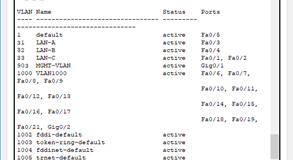 VLAN Name Status Ports
---- -------------------------------- --------- -------------------------------
1 default active Fa0/5
31 LAN-A active Fa0/3
32 LAN-B active Fa0/4
33 LAN-C active Fa0/1, Fa0/2
903 MGMT-VLAN active Gig0/1
1000 VLAN1000 active Fa0/6, Fa0/7,
Fa0/8, Fa0/9
Fa0/10, Fa0/11,
Fa0/12, Fa0/13
Fa0/14, Fa0/15,
Fa0/16, Fa0/17
Fa0/18, Fa0/19,
Fa0/21, Gig0/2
1002 fddi-default active
1003 token-ring-default active
1004 fddinet-default active
1005 trnet-default active